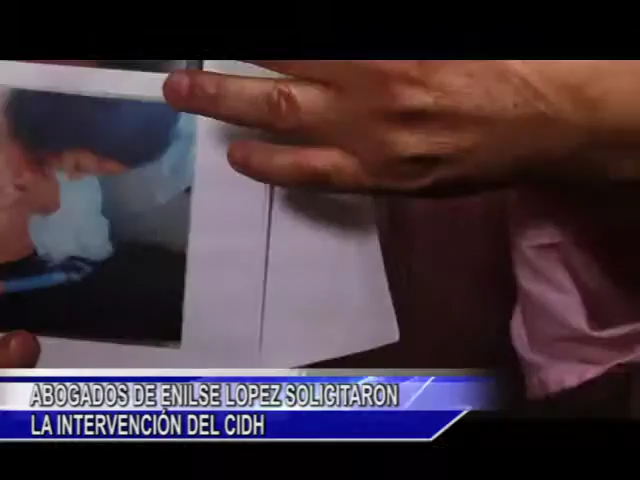 ABOGADOS DE ENILSE LOPEZ SOLICITARON
LA INTERVENCIÓN DEL CIDH